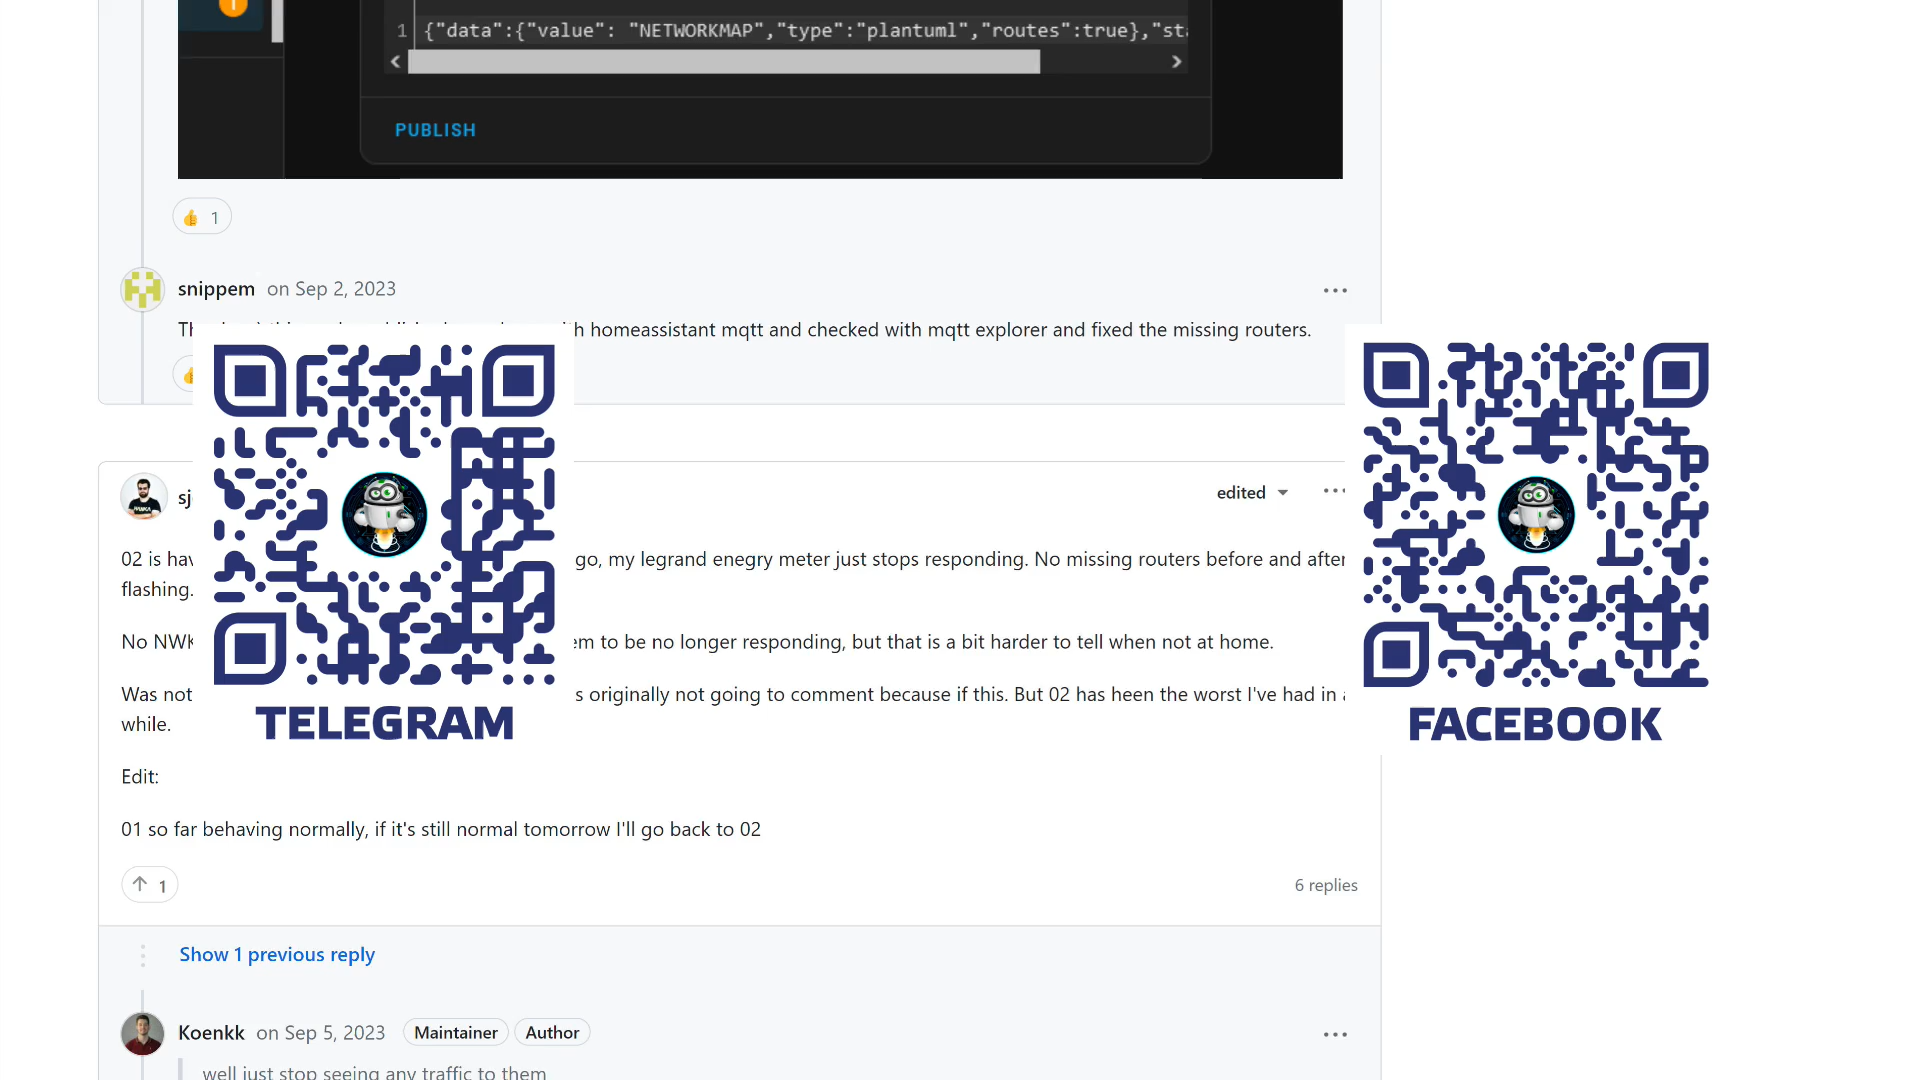 1 {"data":{"value": "NETWORKMAP","type":"plantuml","routes":true},"st
PUBLISH
1
snippem on Sep 2, 2023
homeassistant mqtt and checked with mqtt explorer and fixed the missing routers.
edited
02 is go, my legrand enegry meter just stops responding. No missing routers before and after
flashing.
No to be no longer responding, but that is a bit harder to tell when not at home.
Was not originally not going to comment because if this. But 02 has heen the worst I've had in
while.
TELEGRAM
FACEBOOK
Edit:
01 so far behaving normally, if it's still normal tomorrow I'll go back to 02
1
6 replies
Show 1 previous reply
Koenkk on Sep 5, 2023 Maintainer Author
well just stop seeing any traffic to them